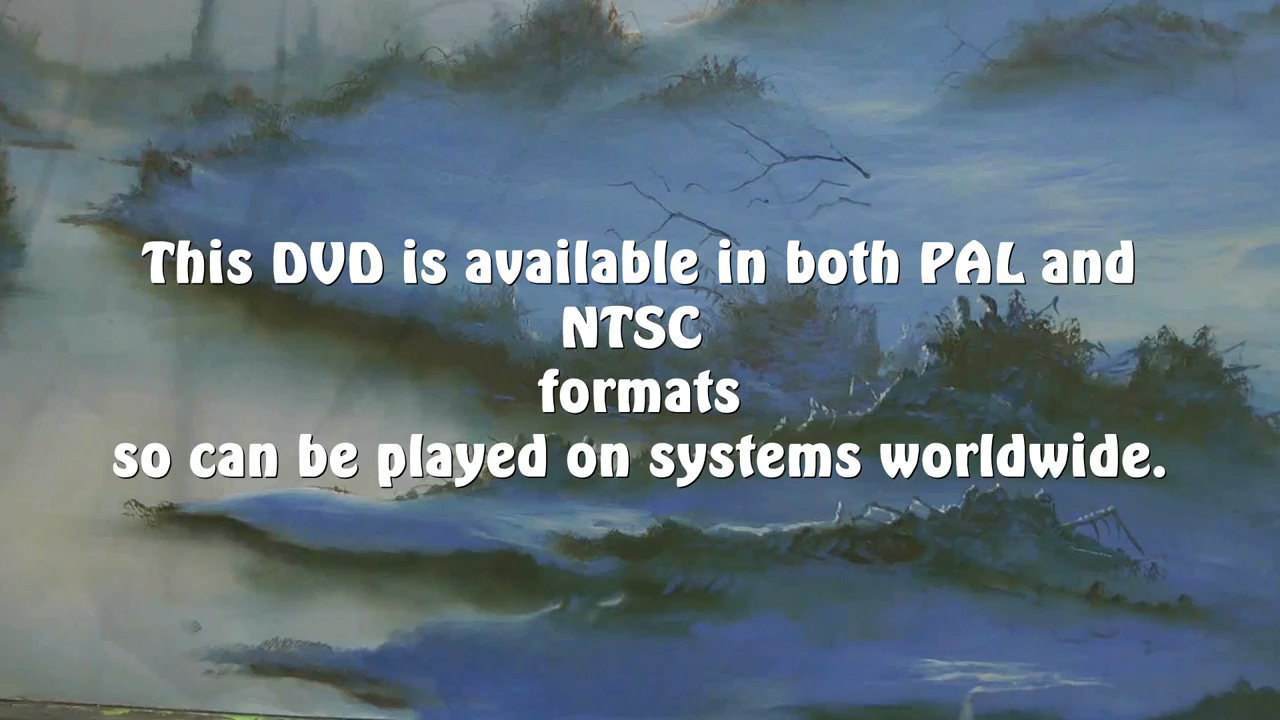 This DVD is available in both PAL and
NTSC
formats
so can be played on systems worldwide.